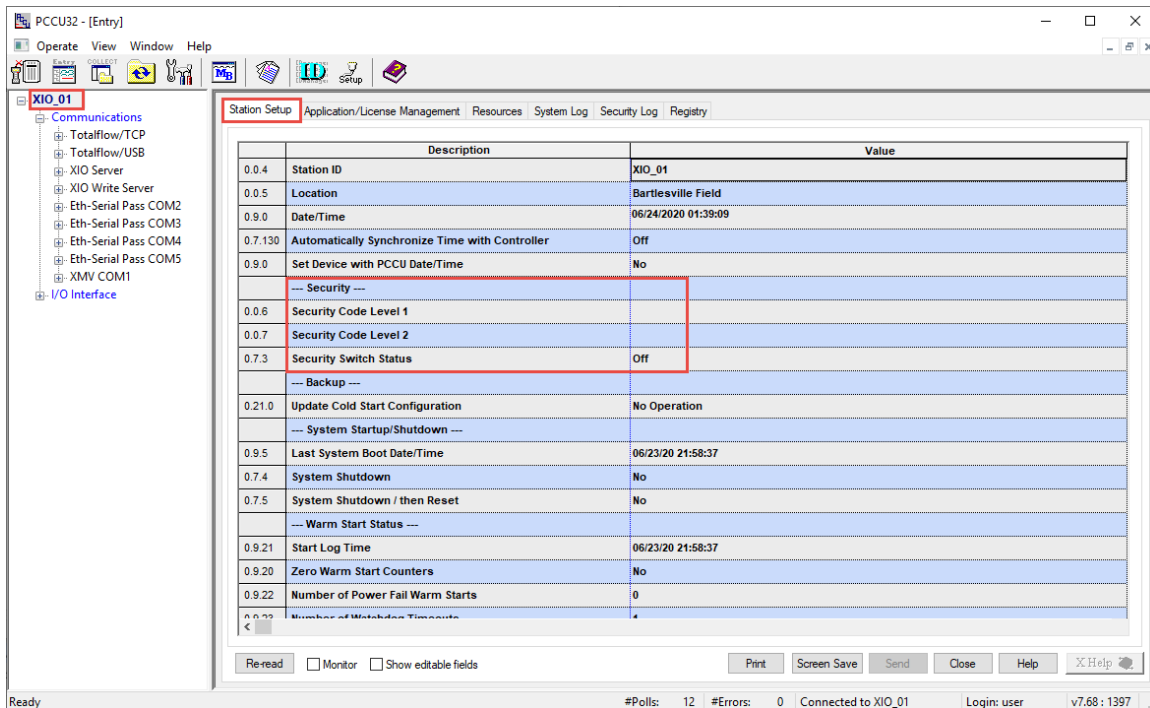 PCCU32 - [Entry]
Operate View Window Help
Entry COLLECT MB ID Setup
XIO_01
Communications
Totalflow/TCP
Totalflow/USB
XIO Server
XIO Write Server
Eth-Serial Pass COM2
Eth-Serial Pass COM3
Eth-Serial Pass COM4
Eth-Serial Pass COM5
XMV COM1
I/O Interface
Station Setup Application/License Management Resources System Log Security Log Registry
Description Value
0.0.4 Station ID XIO_01
0.0.5 Location Bartlesville Field
0.9.0 Date/Time 06/24/2020 01:39:09
0.7.130 Automatically Synchronize Time with Controller Off
0.9.0 Set Device with PCCU Date/Time No
--- Security ---
0.0.6 Security Code Level 1
0.0.7 Security Code Level 2
0.7.3 Security Switch Status Off
--- Backup ---
0.21.0 Update Cold Start Configuration No Operation
--- System Startup/Shutdown ---
0.9.5 Last System Boot Date/Time 06/23/20 21:58:37
0.7.4 System Shutdown No
0.7.5 System Shutdown / then Reset No
--- Warm Start Status ---
0.9.21 Start Log Time 06/23/20 21:58:37
0.9.20 Zero Warm Start Counters No
0.9.22 Number of Power Fail Warm Starts 0
0.9.23 Number of Watchdog Timeouts 1
Re-read Monitor Show editable fields Print Screen Save Send Close Help X Help
Ready #Polls: 12 #Errors: 0 Connected to XIO_01 Login: user v7.68 : 1397